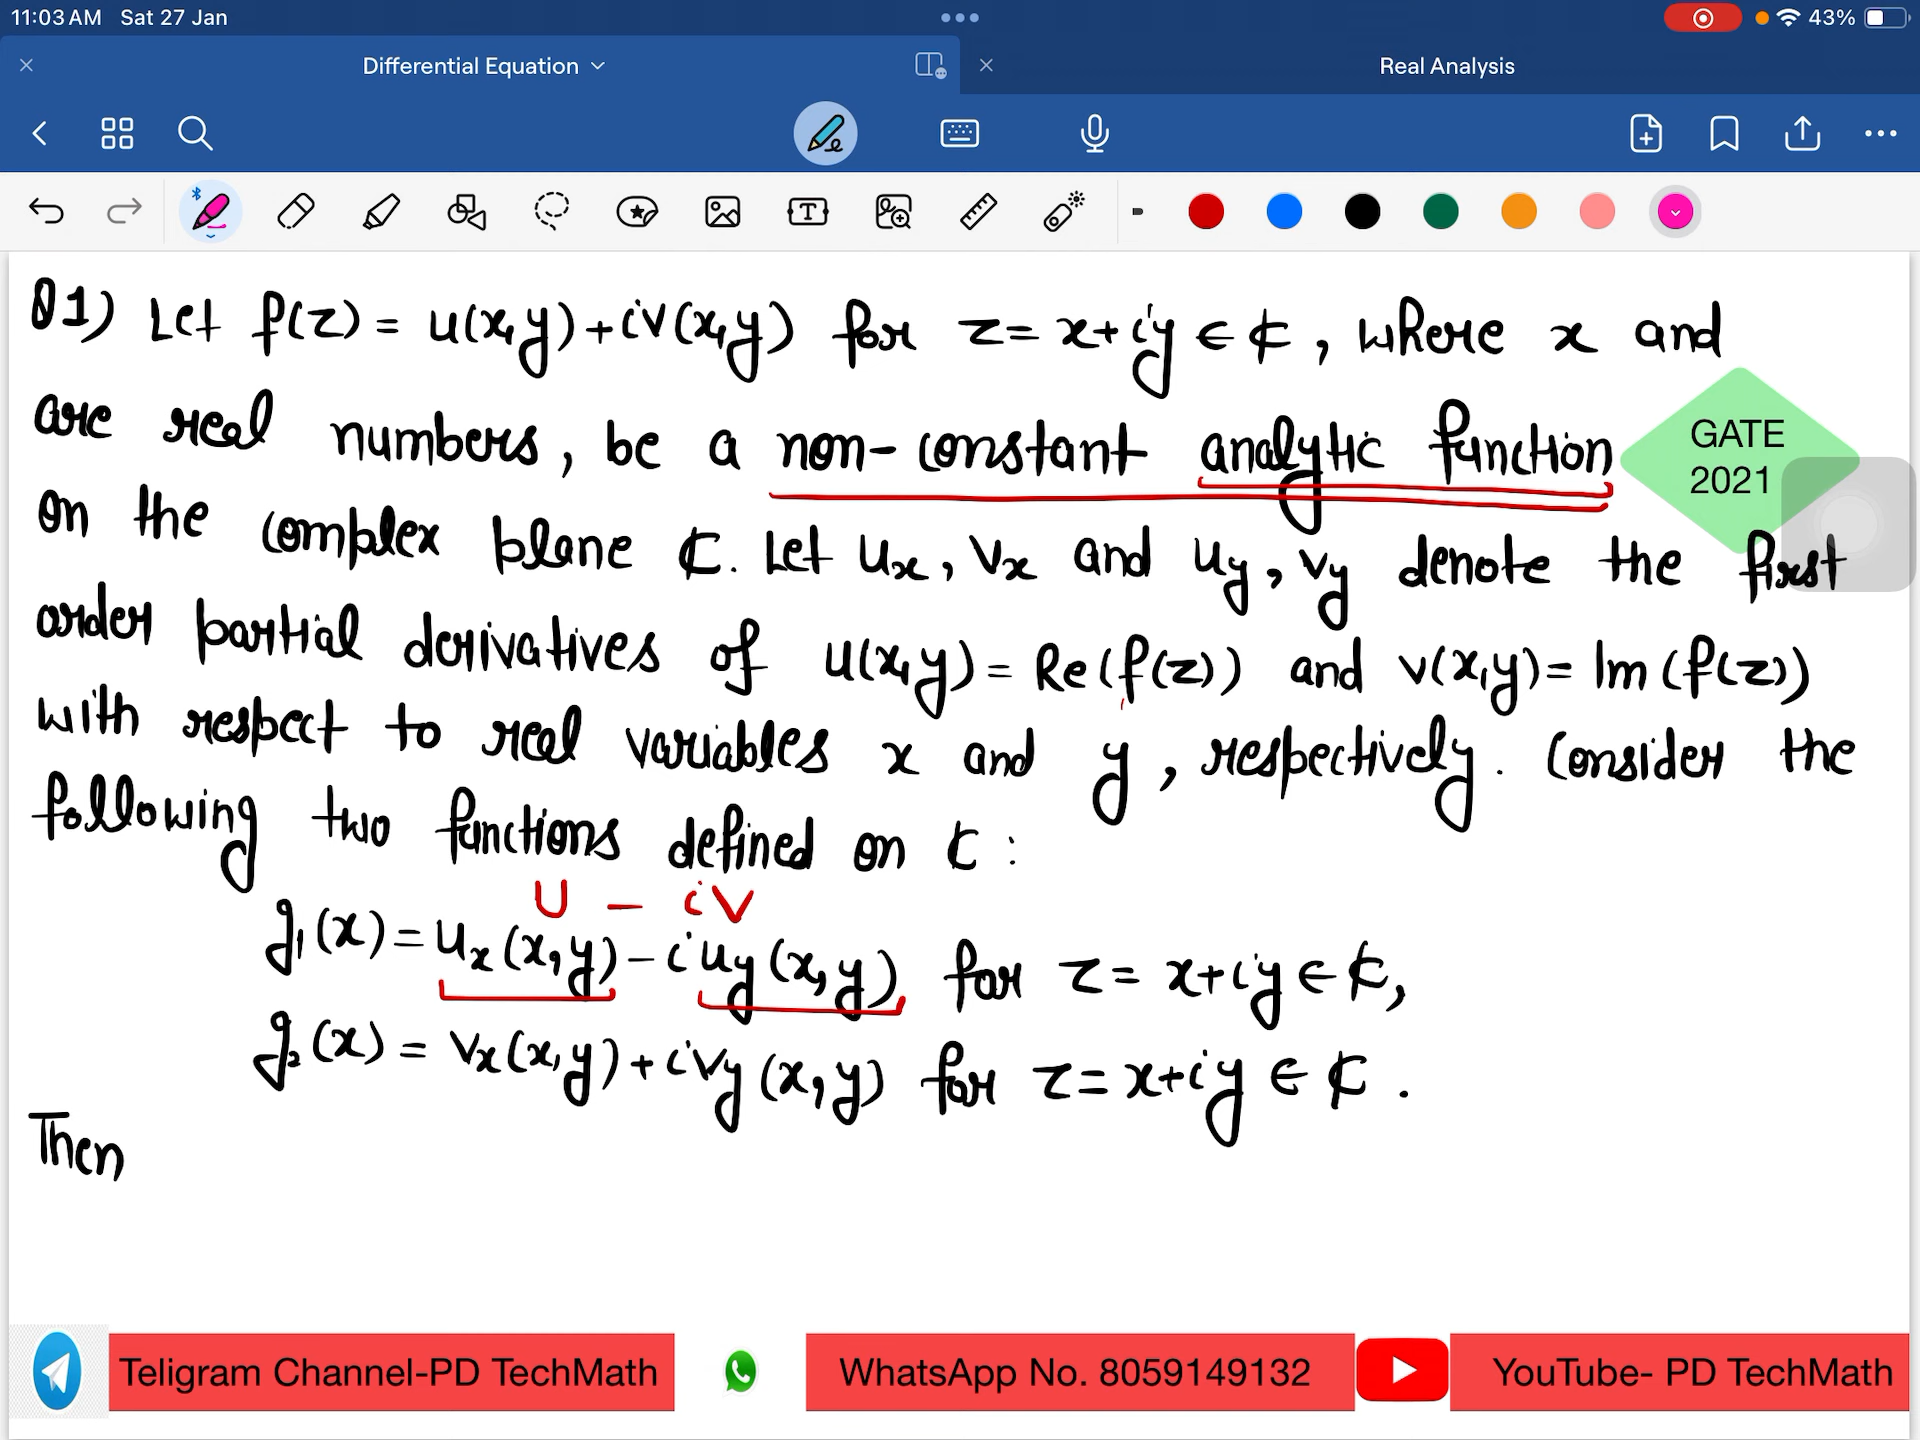 11:03 AM Sat 27 Jan
43%
Differential Equation
Real Analysis
Q1) Let f(z) = u(x,y) + iv(x,y) for z = x+iy ∈ ℂ, where x and
are real numbers, be a non-constant analytic function
GATE
2021
on the complex plane ℂ. Let uₓ, vₓ and u_y, v_y denote the first
order partial derivatives of u(x,y) = Re(f(z)) and v(x,y) = Im(f(z))
with respect to real variables x and y, respectively. Consider the
following two functions defined on ℂ :
U – iV
g₁(x) = uₓ(x,y) – i u_y(x,y) for z = x+iy ∈ ℂ,
g₂(x) = vₓ(x,y) + i v_y(x,y) for z = x+iy ∈ ℂ.
Then
Teligram Channel-PD TechMath
WhatsApp No. 8059149132
YouTube- PD TechMath